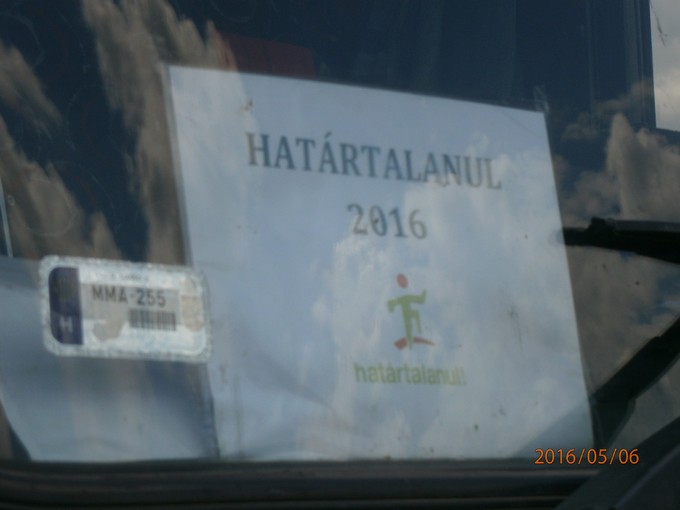 HATÁRTALANUL
2016
határtalanul!
MMA-255
H
2016/05/06